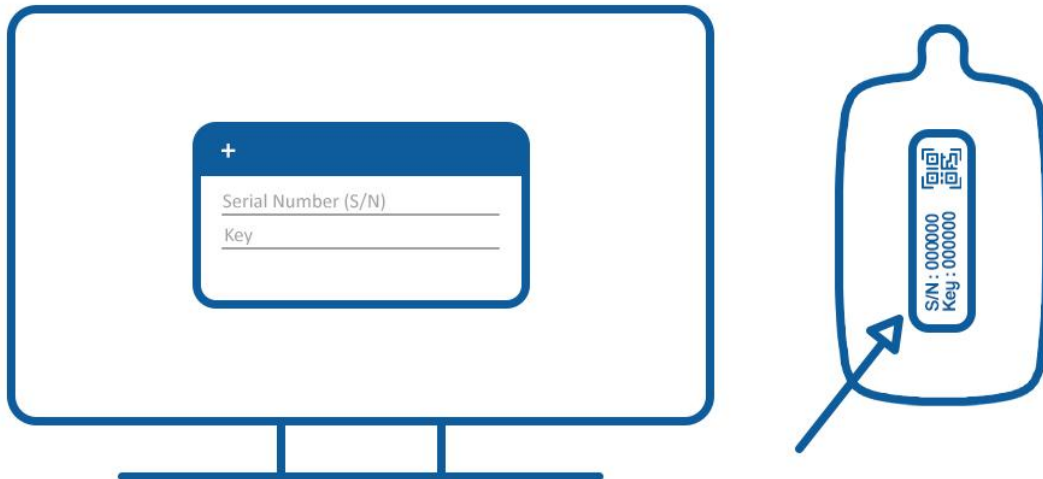 +
Serial Number (S/N)
Key
S/N : 000000
Key : 000000